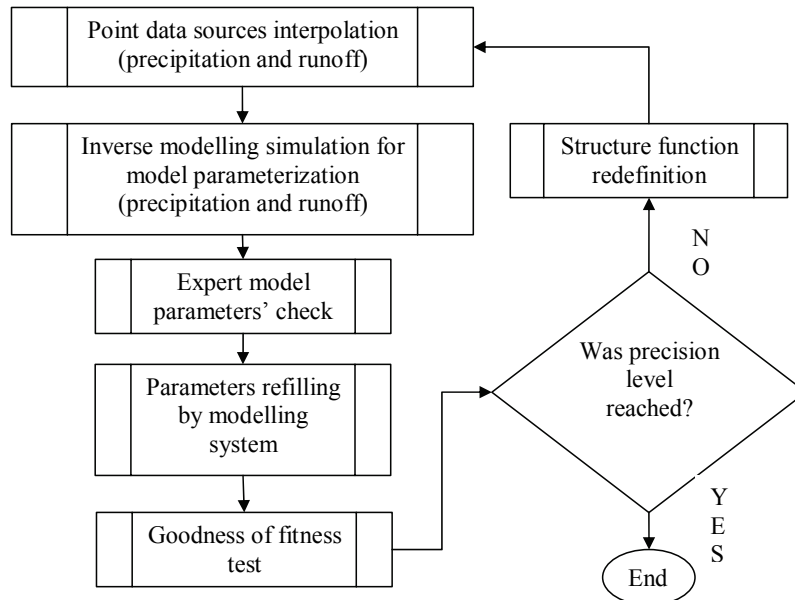 Point data sources interpolation
(precipitation and runoff)
Inverse modelling simulation for
model parameterization
(precipitation and runoff)
Expert model
parameters’ check
Parameters refilling
by modelling
system
Goodness of fitness
test
Was precision
level
reached?
N
O
Structure function
redefinition
Y
E
S
End